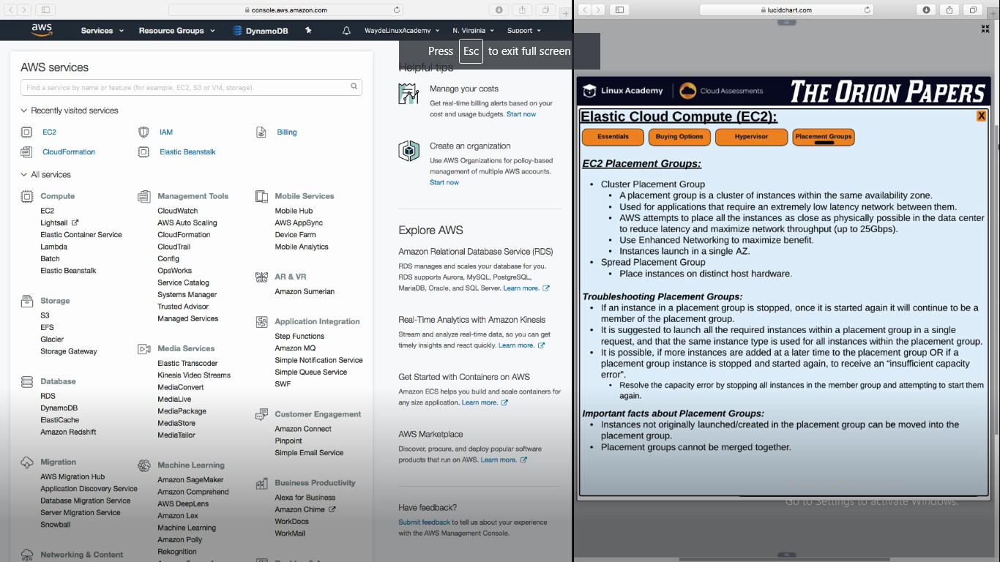 console.aws.amazon.com
lucidchart.com
aws
Services
Resource Groups
DynamoDB
WaydeLinuxAcademy
N. Virginia
Support
Press Esc to exit full screen
AWS services
Find a service by name or feature (for example, EC2, S3 or VM, storage).
Recently visited services
EC2
IAM
Billing
CloudFormation
Elastic Beanstalk
All services
Compute
EC2
Lightsail
Elastic Container Service
Lambda
Batch
Elastic Beanstalk
Storage
S3
EFS
Glacier
Storage Gateway
Database
RDS
DynamoDB
ElastiCache
Amazon Redshift
Migration
AWS Migration Hub
Application Discovery Service
Database Migration Service
Server Migration Service
Snowball
Networking & Content
Management Tools
CloudWatch
AWS Auto Scaling
CloudFormation
CloudTrail
Config
OpsWorks
Service Catalog
Systems Manager
Trusted Advisor
Managed Services
Media Services
Elastic Transcoder
Kinesis Video Streams
MediaConvert
MediaLive
MediaPackage
MediaStore
MediaTailor
Machine Learning
Amazon SageMaker
Amazon Comprehend
AWS DeepLens
Amazon Lex
Machine Learning
Amazon Polly
Rekognition
Mobile Services
Mobile Hub
AWS AppSync
Device Farm
Mobile Analytics
AR & VR
Amazon Sumerian
Application Integration
Step Functions
Amazon MQ
Simple Notification Service
Simple Queue Service
SWF
Customer Engagement
Amazon Connect
Pinpoint
Simple Email Service
Business Productivity
Alexa for Business
Amazon Chime
WorkDocs
WorkMail
Helpful tips
Manage your costs
Get real-time billing alerts based on your
cost and usage budgets. Start now
Create an organization
Use AWS Organizations for policy-based
management of multiple AWS accounts.
Start now
Explore AWS
Amazon Relational Database Service (RDS)
RDS manages and scales your database for you.
RDS supports Aurora, MySQL, PostgreSQL,
MariaDB, Oracle, and SQL Server. Learn more.
Real-Time Analytics with Amazon Kinesis
Stream and analyze real-time data, so you can get
timely insights and react quickly. Learn more.
Get Started with Containers on AWS
Amazon ECS helps you build and scale containers for
any size application. Learn more.
AWS Marketplace
Discover, procure, and deploy popular software
products that run on AWS. Learn more.
Have feedback?
Submit feedback to tell us about your experience
with the AWS Management Console.
Linux Academy
Cloud Assessments
THE ORION PAPERS
Elastic Cloud Compute (EC2):
X
Essentials
Buying Options
Hypervisor
Placement Groups
EC2 Placement Groups:
• Cluster Placement Group
• A placement group is a cluster of instances within the same availability zone.
• Used for applications that require an extremely low latency network between them.
• AWS attempts to place all the instances as close as physically possible in the data center
to reduce latency and maximize network throughput (up to 25Gbps).
• Use Enhanced Networking to maximize benefit.
• Instances launch in a single AZ.
• Spread Placement Group
• Place instances on distinct host hardware.
Troubleshooting Placement Groups:
• If an instance in a placement group is stopped, once it is started again it will continue to be a
member of the placement group.
• It is suggested to launch all the required instances within a placement group in a single
request, and that the same instance type is used for all instances within the placement group.
• It is possible, if more instances are added at a later time to the placement group OR if a
placement group instance is stopped and started again, to receive an “insufficient capacity
error”.
• Resolve the capacity error by stopping all instances in the member group and attempting to start them
again.
Important facts about Placement Groups:
• Instances not originally launched/created in the placement group can be moved into the
placement group.
• Placement groups cannot be merged together.
Go to Settings to activate Windows.